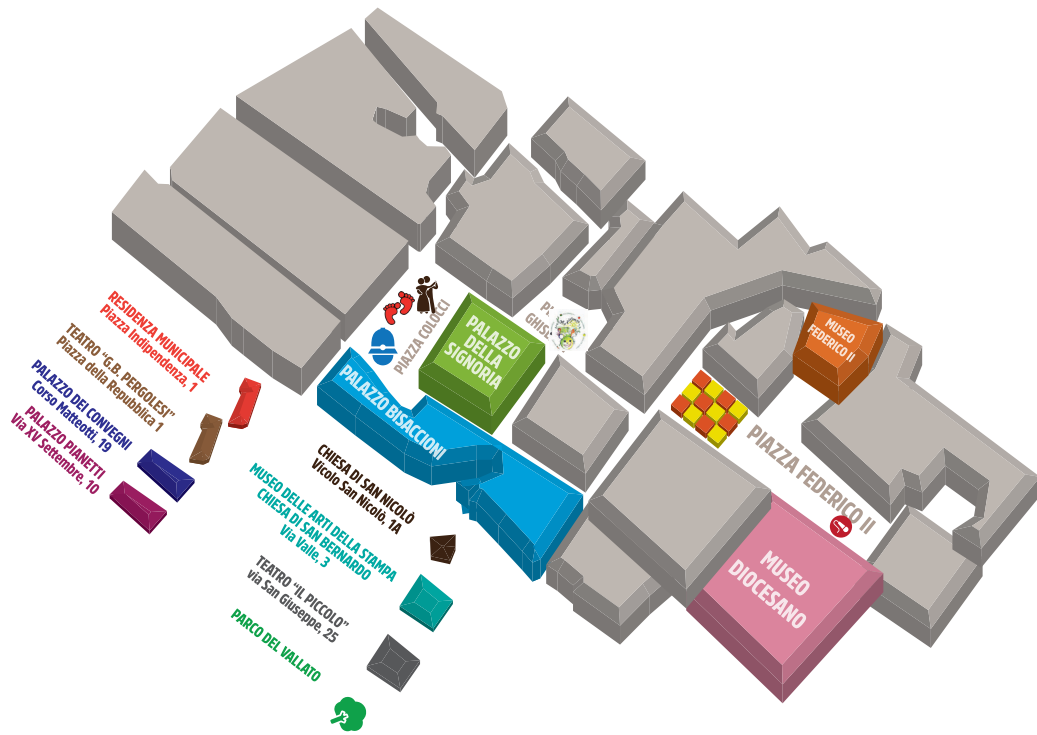 RESIDENZA MUNICIPALE
Piazza Indipendenza, 1
TEATRO “G.B. PERGOLESI”
Piazza della Repubblica 1
PALAZZO DEI CONVEGNI
Corso Matteotti, 19
PALAZZO PIANETTI
Via XV Settembre, 10
PIAZZA COLOCCI
PALAZZO
DELLA
SIGNORIA
GHIS
MUSEO
FEDERICO II
PALAZZO BISACCIONI
PIAZZA FEDERICO II
CHIESA DI SAN NICOLÒ
Vicolo San Nicolò, 1A
MUSEO DELLE ARTI DELLA STAMPA
CHIESA DI SAN BERNARDO
Via Valle, 3
TEATRO “IL PICCOLO”
via San Giuseppe, 25
PARCO DEL VALLATO
MUSEO
DIOCESANO